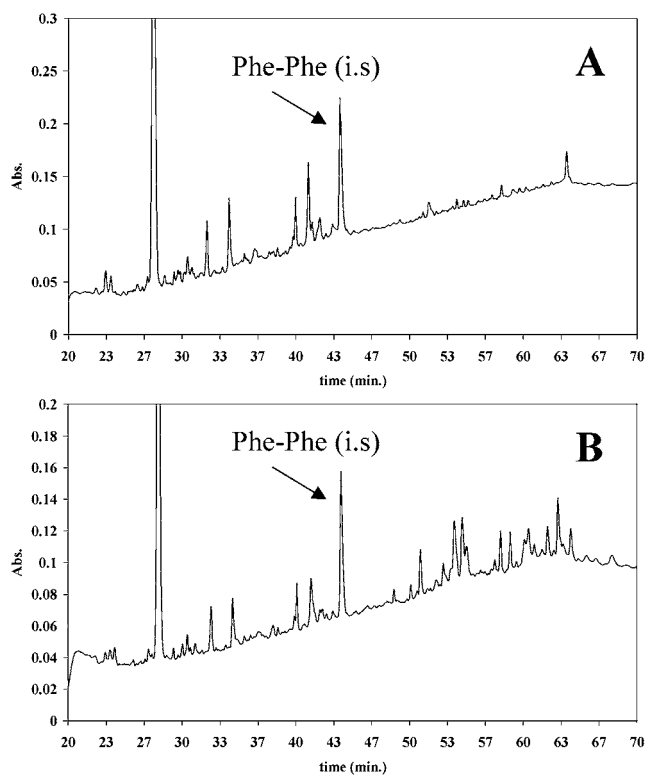 0.3
Phe-Phe (i.s)
A
0.25
0.2
Abs.
0.15
0.1
0.05
0
20 23 27 30 33 37 40 43 47 50 53 57 60 63 67 70
time (min.)
0.2
Phe-Phe (i.s)
B
0.18
0.16
0.14
0.12
Abs.
0.1
0.08
0.06
0.04
0.02
0
20 23 27 30 33 37 40 43 47 50 53 57 60 63 67 70
time (min.)